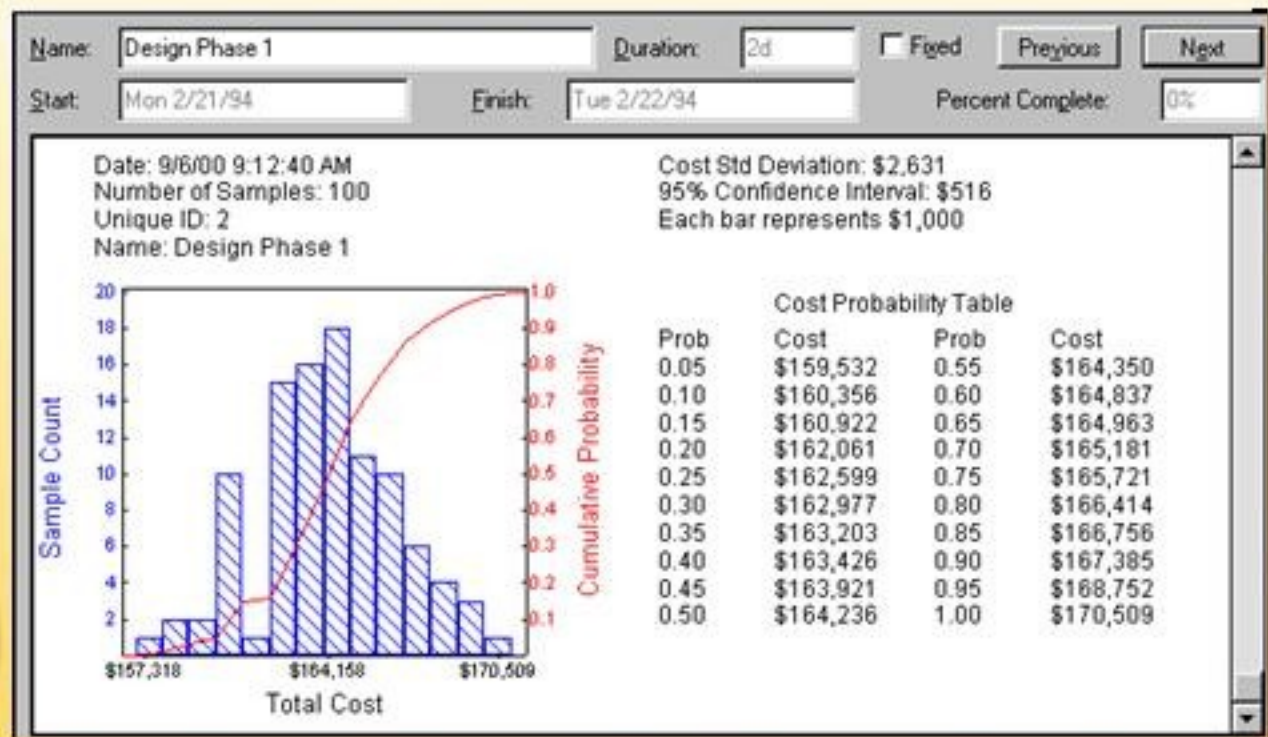 Name: Design Phase 1 Duration: 2d Fixed Previous Next
Start: Mon 2/21/94 Finish: Tue 2/22/94 Percent Complete: 0%
Date: 9/6/00 9:12:40 AM
Number of Samples: 100
Unique ID: 2
Name: Design Phase 1
Cost Std Deviation: $2,631
95% Confidence Interval: $516
Each bar represents $1,000
Sample Count
20
18
16
14
12
10
8
6
4
2
1.0
0.9
0.8
0.7
0.6
0.5
0.4
0.3
0.2
0.1
Cumulative Probability
$157,318 $164,158 $170,509
Total Cost
Cost Probability Table
Prob Cost Prob Cost
0.05 $159,532 0.55 $164,350
0.10 $160,356 0.60 $164,837
0.15 $160,922 0.65 $164,963
0.20 $162,061 0.70 $165,181
0.25 $162,599 0.75 $165,721
0.30 $162,977 0.80 $166,414
0.35 $163,203 0.85 $166,756
0.40 $163,426 0.90 $167,385
0.45 $163,921 0.95 $168,752
0.50 $164,236 1.00 $170,509